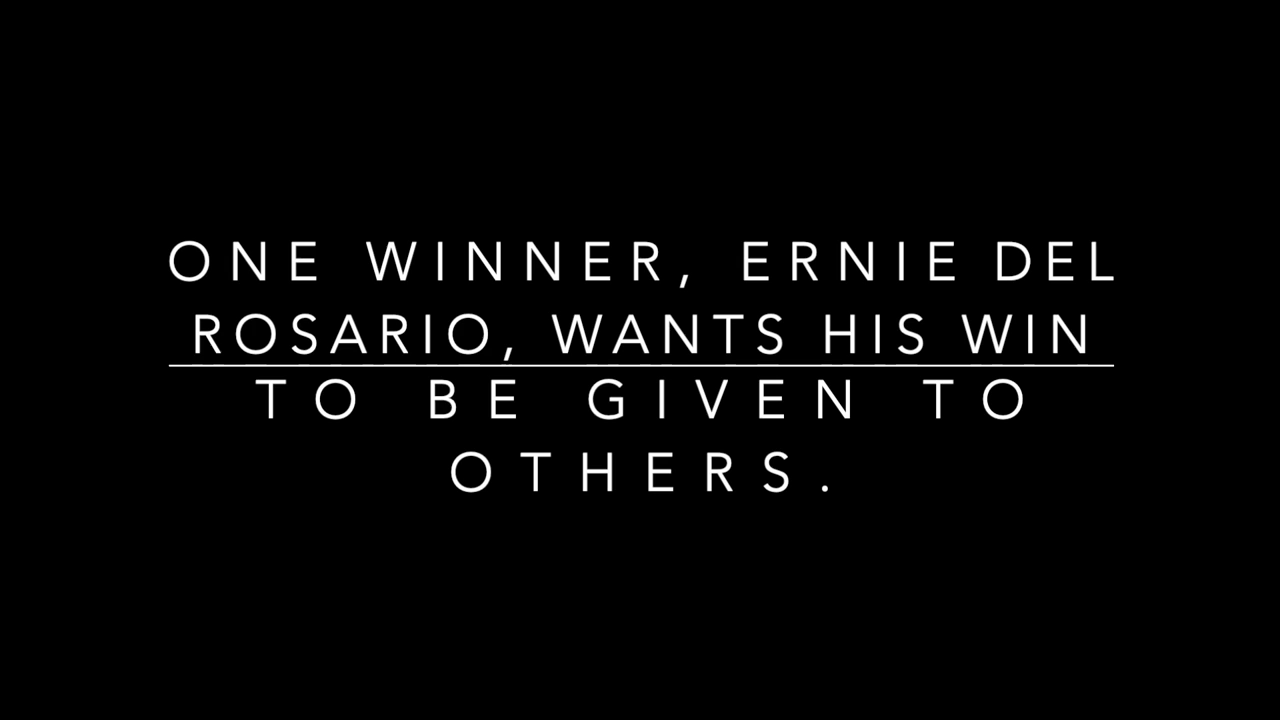 ONE WINNER, ERNIE DEL
ROSARIO, WANTS HIS WIN
TO BE GIVEN TO
OTHERS.